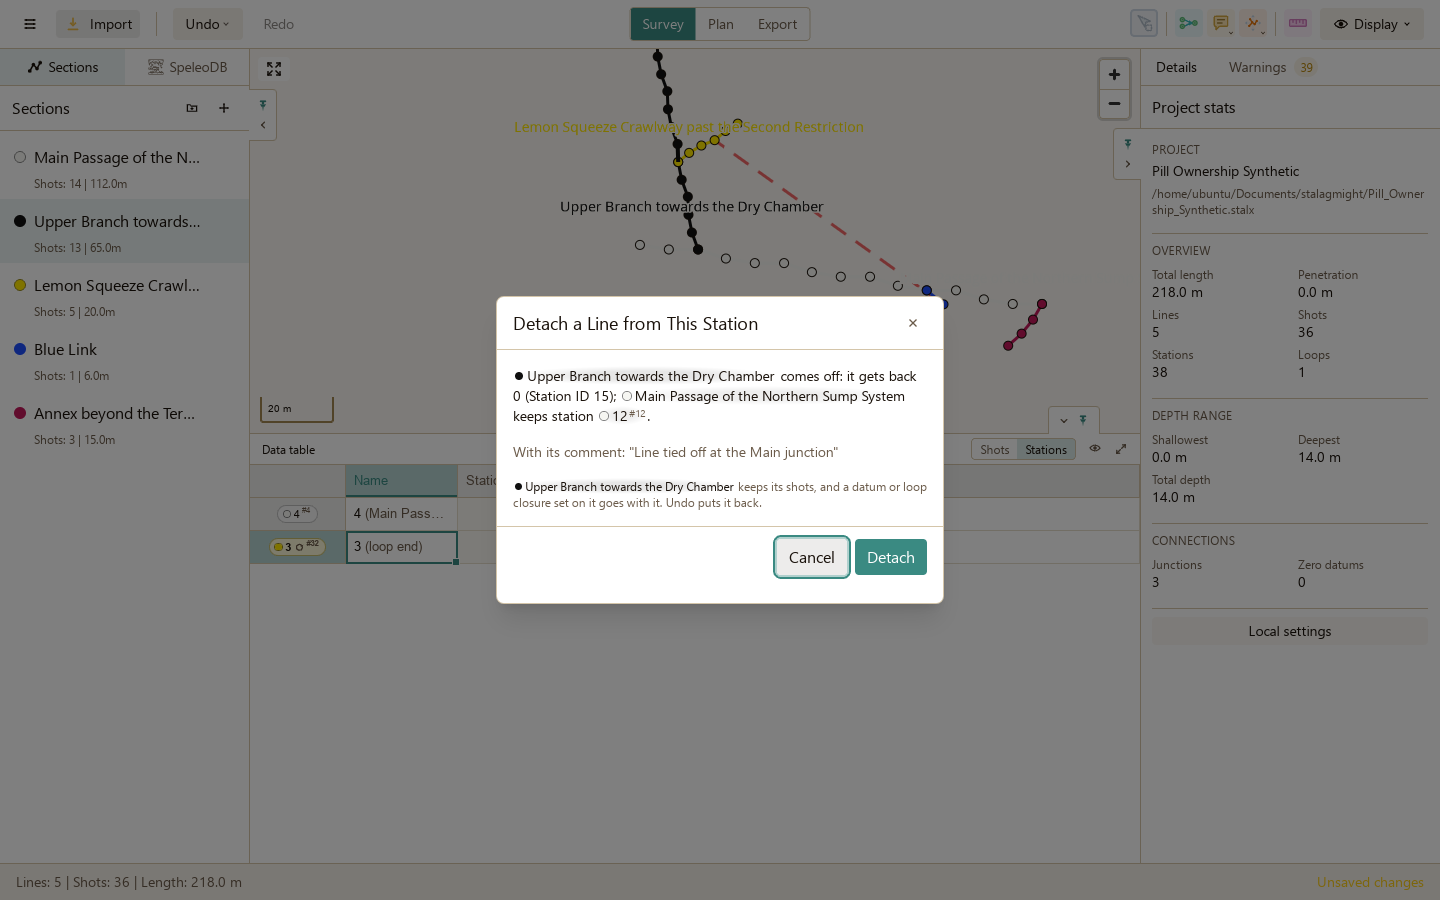 Import
Undo
Redo
Survey
Plan
Export
Display
Sections
SpeleoDB
Details
Warnings 39
Sections
Project stats
Main Passage of the N...
Shots: 14 | 112.0m
Upper Branch towards...
Shots: 13 | 65.0m
Lemon Squeeze Crawl...
Shots: 5 | 20.0m
Blue Link
Shots: 1 | 6.0m
Annex beyond the Ter...
Shots: 3 | 15.0m
Lemon Squeeze Crawlway past the Second Restriction
Upper Branch towards the Dry Chamber
20 m
PROJECT
Pill Ownership Synthetic
/home/ubuntu/Documents/stalagmight/Pill_Owner
ship_Synthetic.stalx
OVERVIEW
Total length Penetration
218.0 m 0.0 m
Lines Shots
5 36
Stations Loops
38 1
DEPTH RANGE
Shallowest Deepest
0.0 m 14.0 m
Total depth
14.0 m
CONNECTIONS
Junctions Zero datums
3 0
Local settings
Detach a Line from This Station
Upper Branch towards the Dry Chamber comes off: it gets back
0 (Station ID 15); Main Passage of the Northern Sump System
keeps station 12 #12.
With its comment: "Line tied off at the Main junction"
Upper Branch towards the Dry Chamber keeps its shots, and a datum or loop
closure set on it goes with it. Undo puts it back.
Cancel
Detach
Data table
Shots
Stations
Name
4 #4 4 (Main Pass...
3 #32 3 (loop end)
Lines: 5 | Shots: 36 | Length: 218.0 m
Unsaved changes